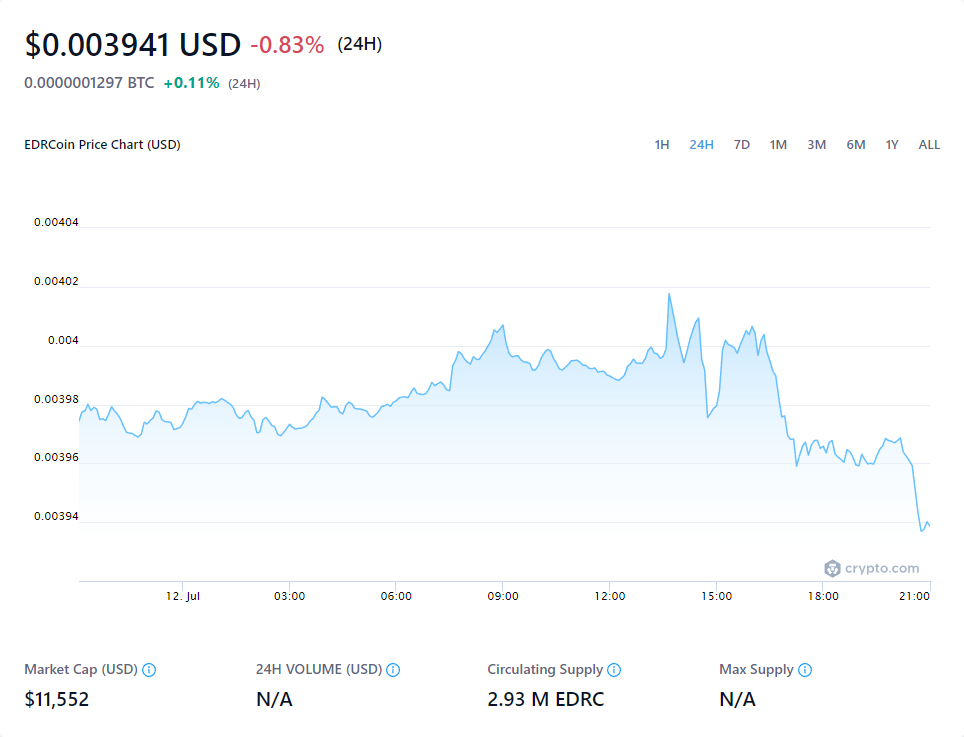 $0.003941 USD -0.83% (24H)
0.0000001297 BTC +0.11% (24H)
EDRCoin Price Chart (USD) 1H 24H 7D 1M 3M 6M 1Y ALL
0.00404
0.00402
0.004
0.00398
0.00396
0.00394
crypto.com
12. Jul 03:00 06:00 09:00 12:00 15:00 18:00 21:00
Market Cap (USD) 24H VOLUME (USD) Circulating Supply Max Supply
$11,552 N/A 2.93 M EDRC N/A